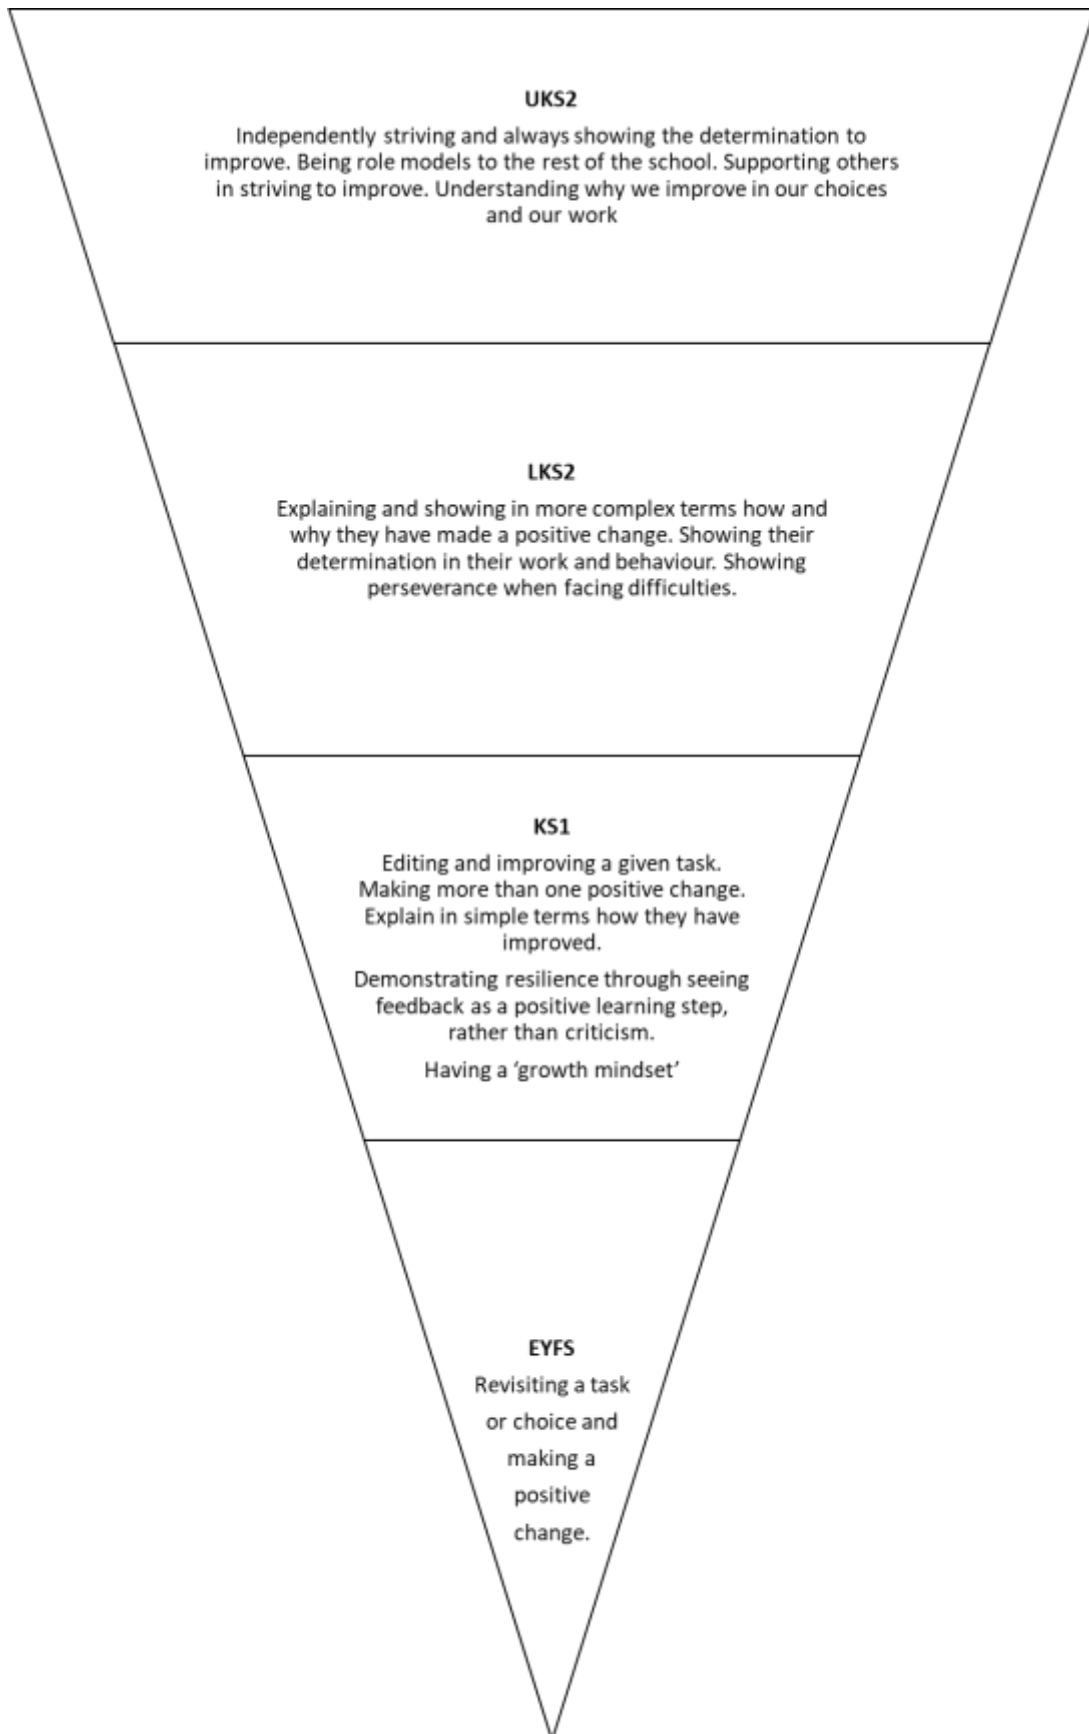 UKS2
Independently striving and always showing the determination to
improve. Being role models to the rest of the school. Supporting others
in striving to improve. Understanding why we improve in our choices
and our work
LKS2
Explaining and showing in more complex terms how and
why they have made a positive change. Showing their
determination in their work and behaviour. Showing
perseverance when facing difficulties.
KS1
Editing and improving a given task.
Making more than one positive change.
Explain in simple terms how they have
improved.
Demonstrating resilience through seeing
feedback as a positive learning step,
rather than criticism.
Having a ‘growth mindset’
EYFS
Revisiting a task
or choice and
making a
positive
change.